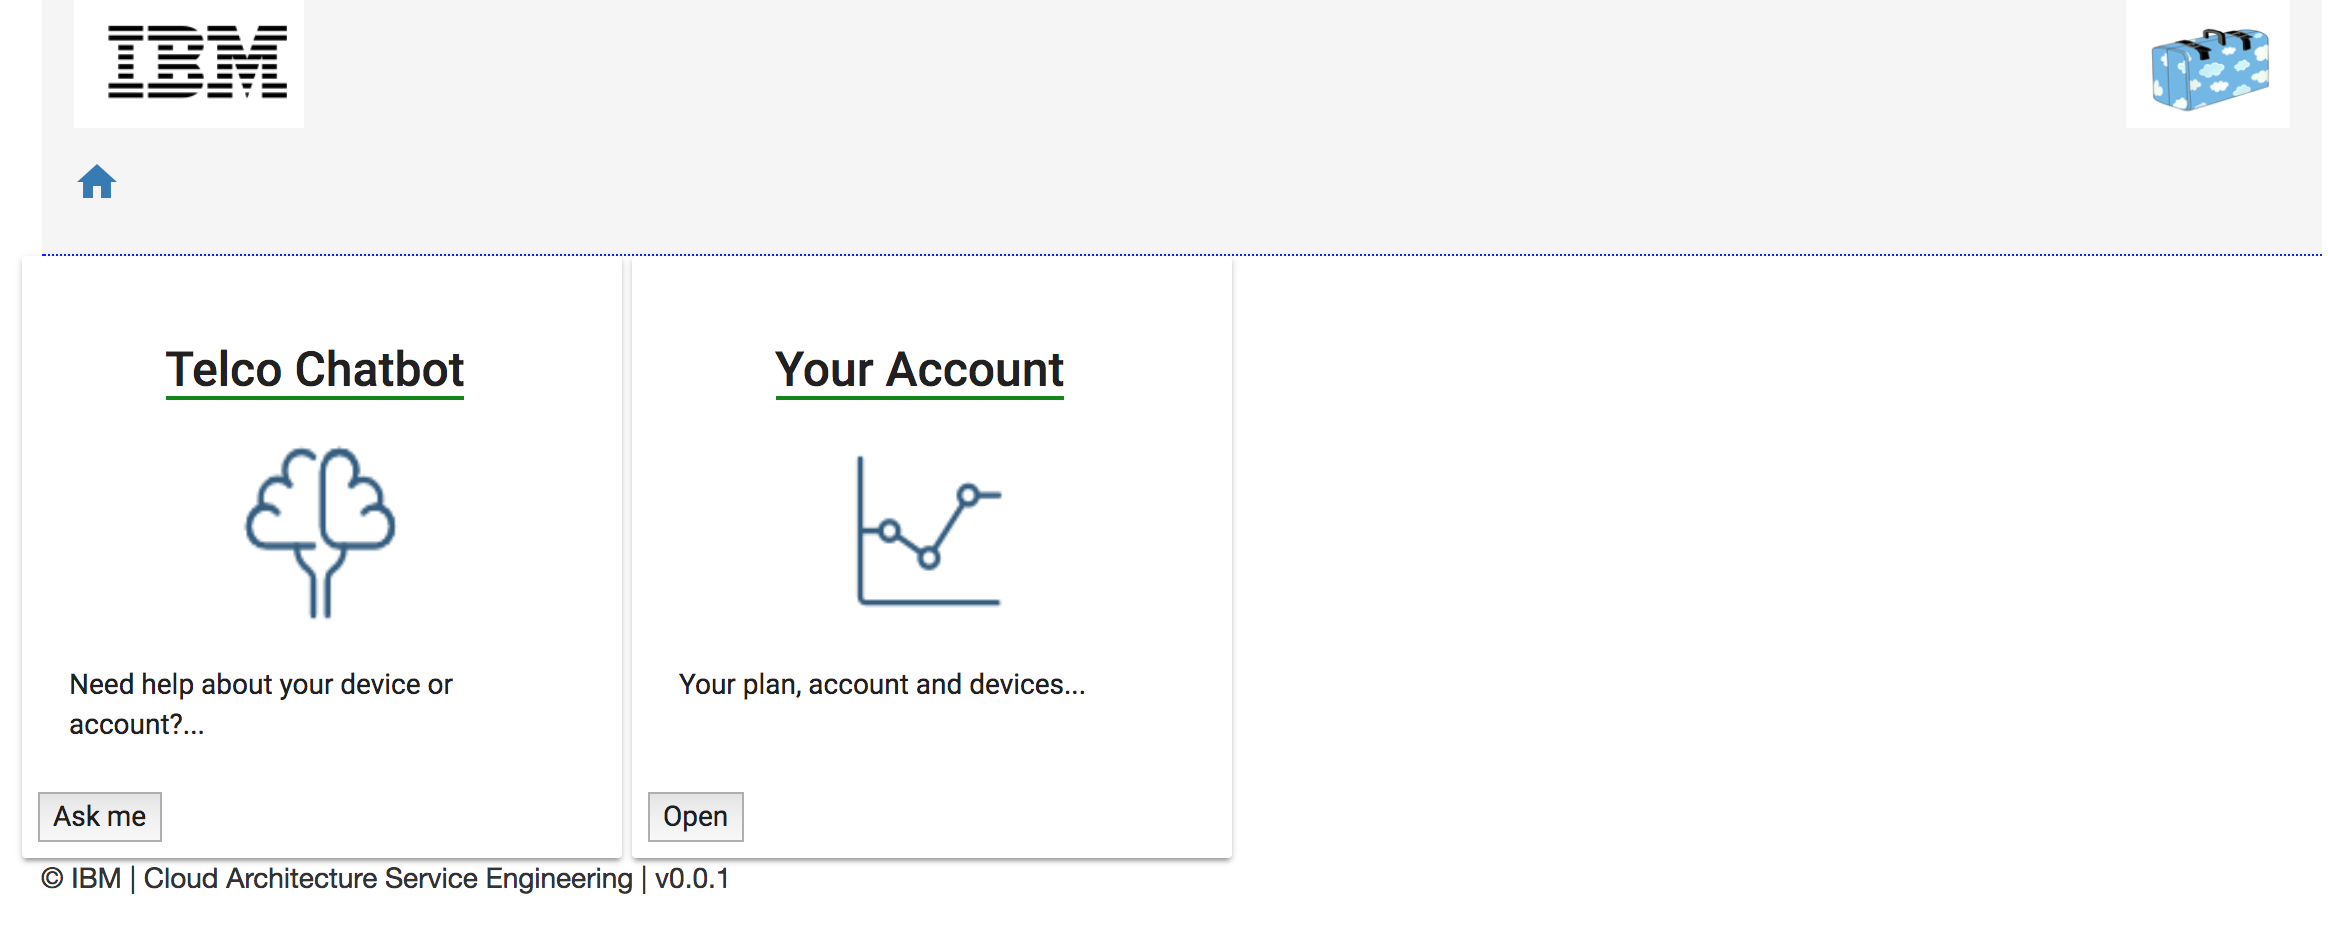 IBM
Telco Chatbot
Your Account
Need help about your device or
account?...
Your plan, account and devices...
Ask me
Open
© IBM | Cloud Architecture Service Engineering | v0.0.1